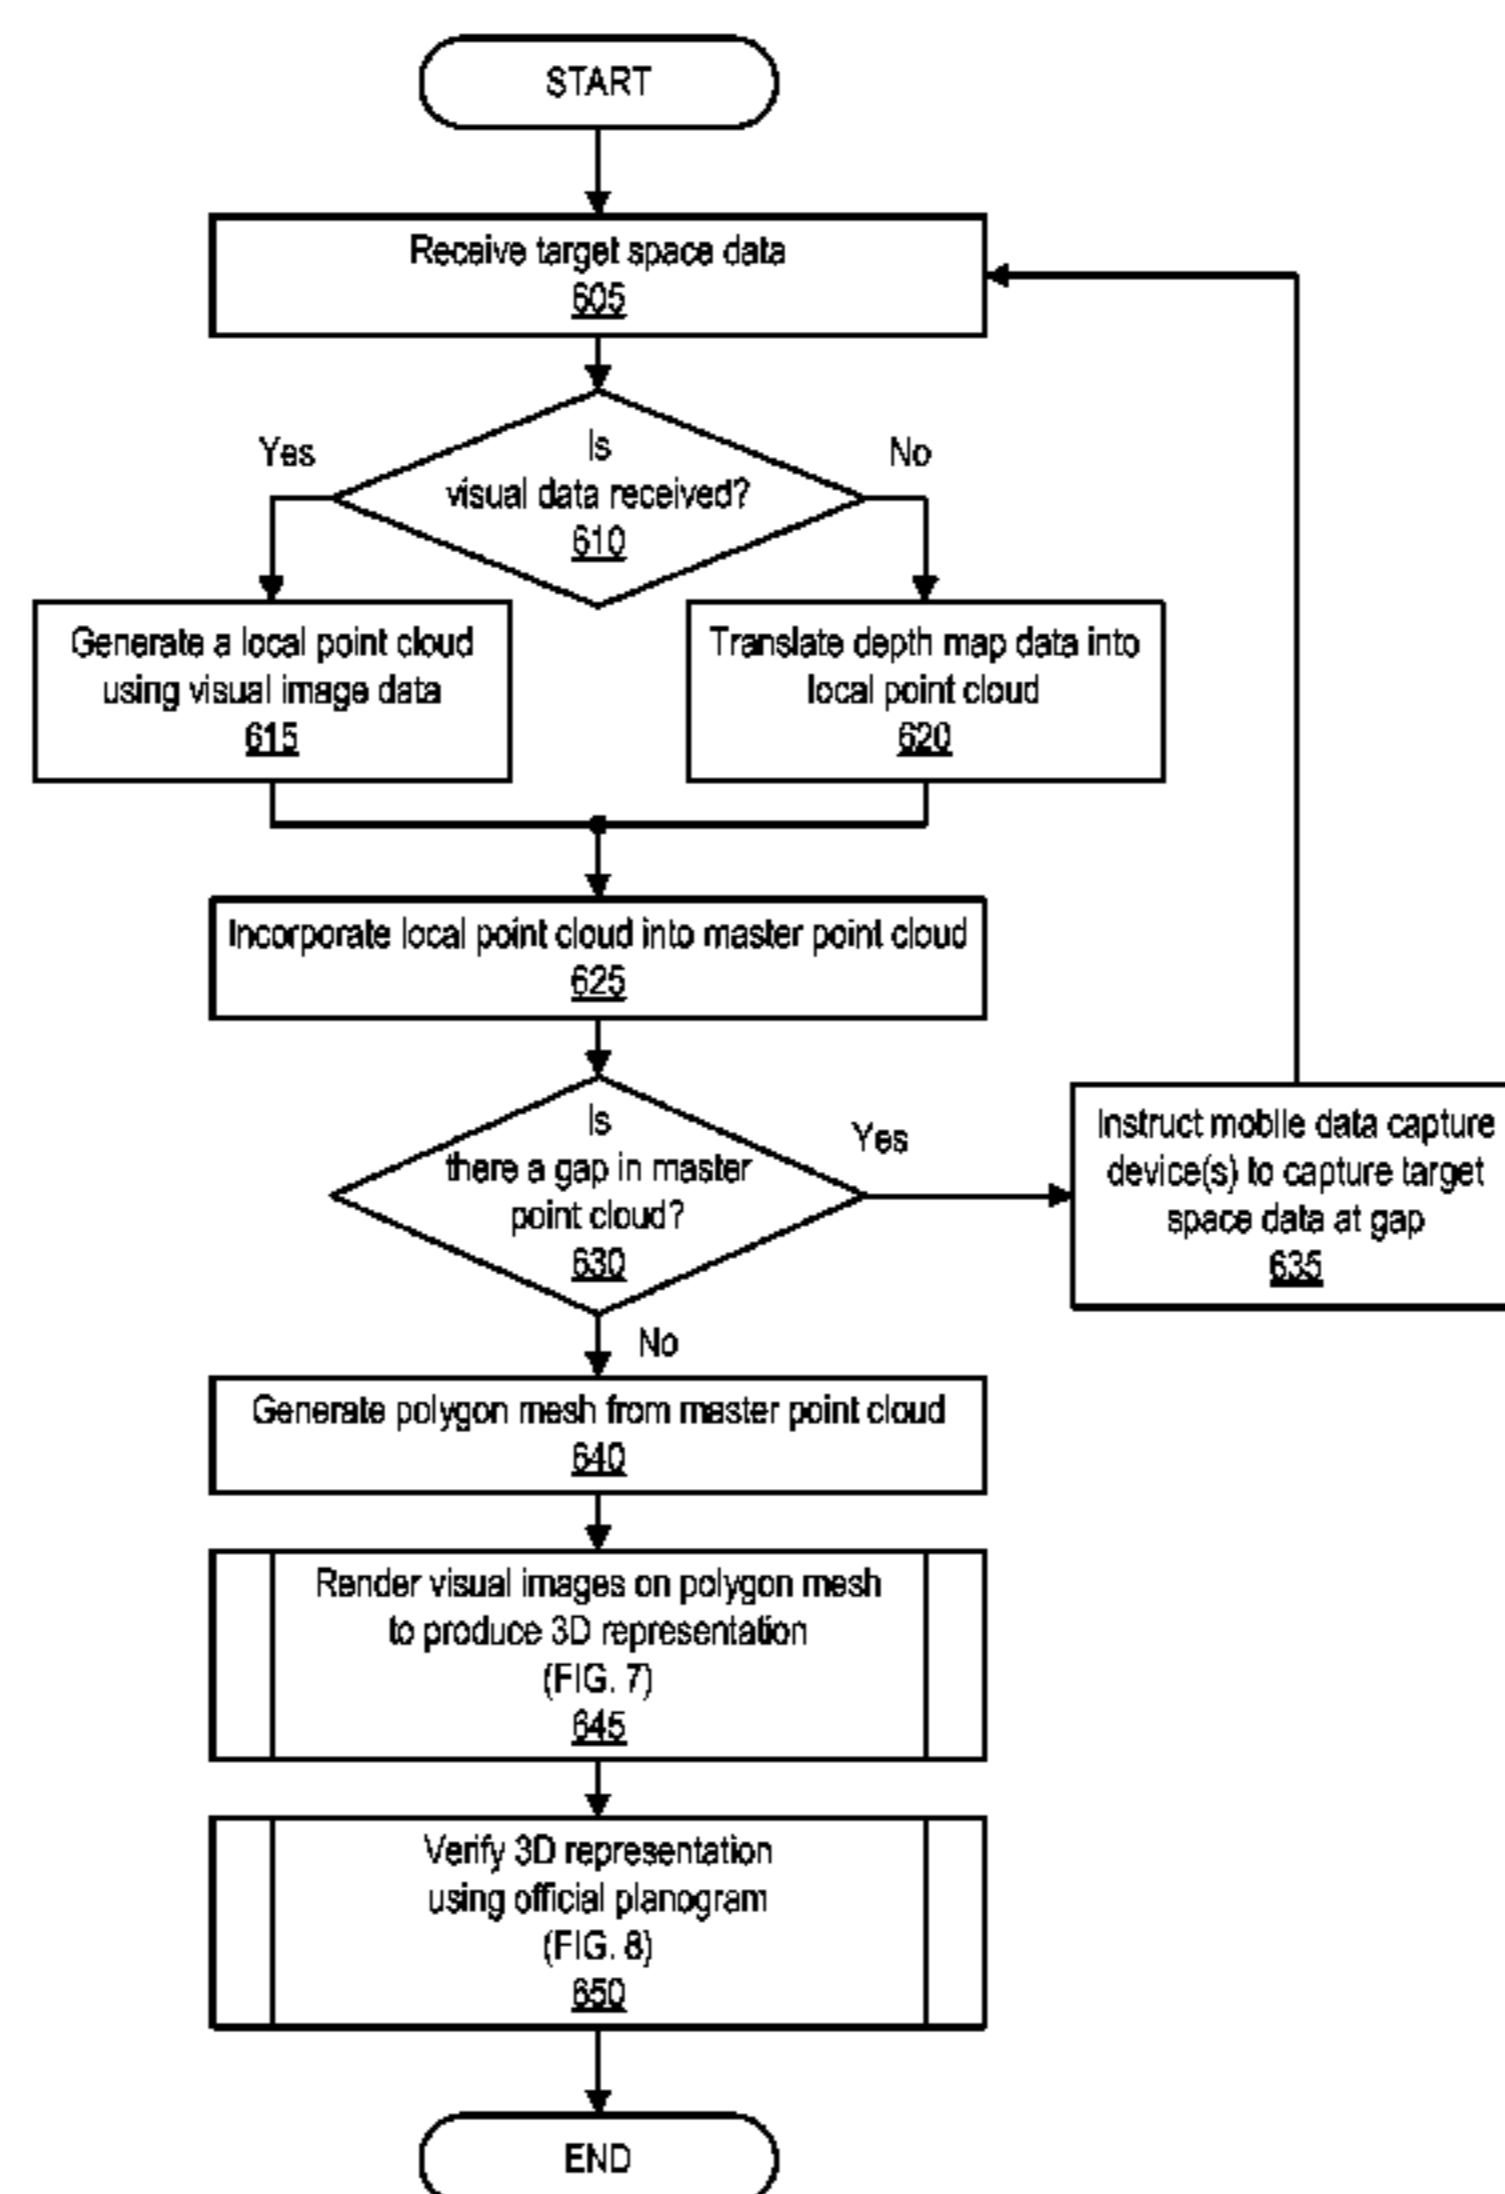 START
Receive target space data
605
Is
visual data received?
610
Yes
No
Generate a local point cloud
using visual image data
615
Translate depth map data into
local point cloud
620
Incorporate local point cloud into master point cloud
625
Is
there a gap in master
point cloud?
630
Yes
Instruct mobile data capture
device(s) to capture target
space data at gap
635
No
Generate polygon mesh from master point cloud
640
Render visual images on polygon mesh
to produce 3D representation
(FIG. 7)
645
Verify 3D representation
using official planogram
(FIG. 8)
650
END